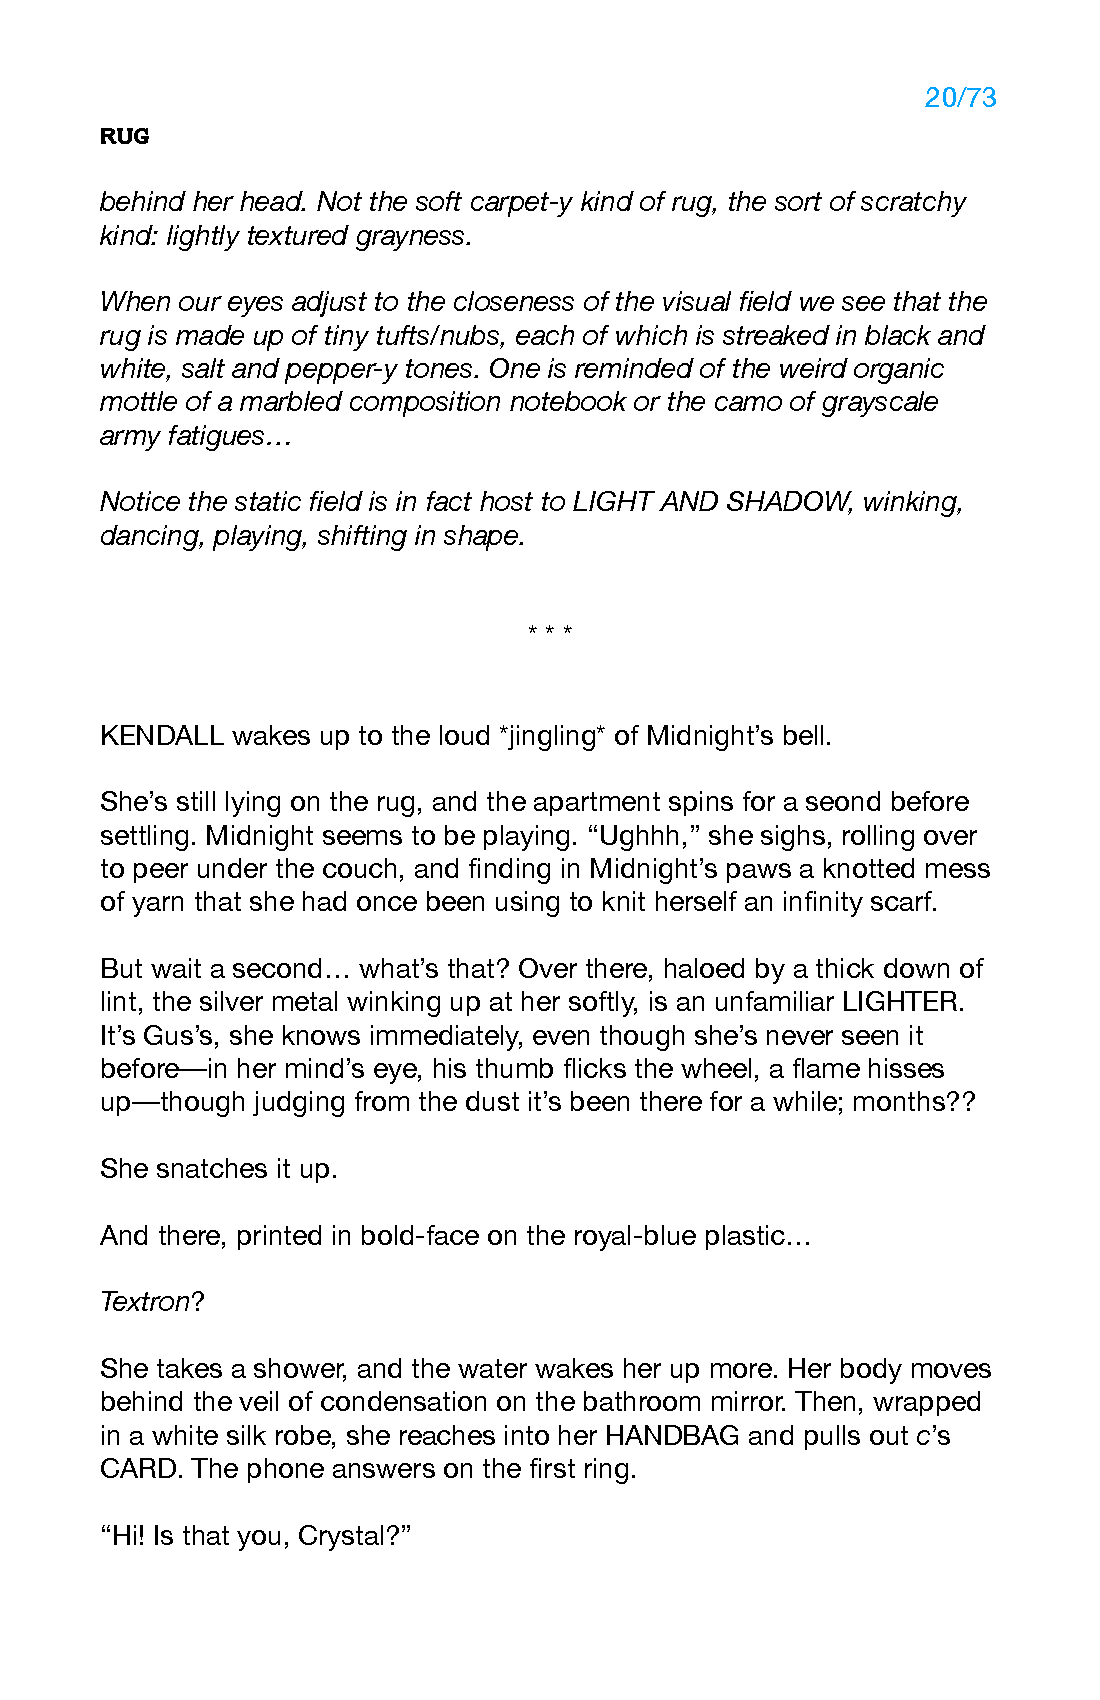 20/73
RUG
behind her head. Not the soft carpet-y kind of rug, the sort of scratchy
kind: lightly textured grayness.
When our eyes adjust to the closeness of the visual field we see that the
rug is made up of tiny tufts/nubs, each of which is streaked in black and
white, salt and pepper-y tones. One is reminded of the weird organic
mottle of a marbled composition notebook or the camo of grayscale
army fatigues…
Notice the static field is in fact host to LIGHT AND SHADOW, winking,
dancing, playing, shifting in shape.
* * *
KENDALL wakes up to the loud *jingling* of Midnight’s bell.
She’s still lying on the rug, and the apartment spins for a seond before
settling. Midnight seems to be playing. “Ughhh,” she sighs, rolling over
to peer under the couch, and finding in Midnight’s paws a knotted mess
of yarn that she had once been using to knit herself an infinity scarf.
But wait a second… what’s that? Over there, haloed by a thick down of
lint, the silver metal winking up at her softly, is an unfamiliar LIGHTER.
It’s Gus’s, she knows immediately, even though she’s never seen it
before—in her mind’s eye, his thumb flicks the wheel, a flame hisses
up—though judging from the dust it’s been there for a while; months??
She snatches it up.
And there, printed in bold-face on the royal-blue plastic…
Textron?
She takes a shower, and the water wakes her up more. Her body moves
behind the veil of condensation on the bathroom mirror. Then, wrapped
in a white silk robe, she reaches into her HANDBAG and pulls out c’s
CARD. The phone answers on the first ring.
“Hi! Is that you, Crystal?”